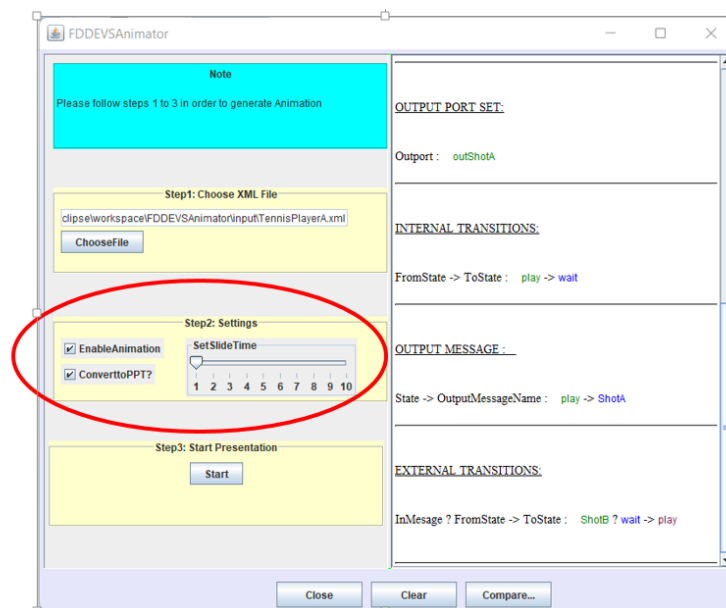 FDDEVSAnimator
Note
Please follow steps 1 to 3 in order to generate Animation
Step1: Choose XML File
clipse\workspace\FDDEVSAnimator\input\TennisPlayerA.xml
ChooseFile
Step2: Settings
EnableAnimation
ConverttoPPT?
SetSlideTime
1 2 3 4 5 6 7 8 9 10
Step3: Start Presentation
Start
OUTPUT PORT SET:
Outport : outShotA
INTERNAL TRANSITIONS:
FromState -> ToState : play -> wait
OUTPUT MESSAGE :
State -> OutputMessageName : play -> ShotA
EXTERNAL TRANSITIONS:
InMesage ? FromState -> ToState : ShotB ? wait -> play
Close Clear Compare...